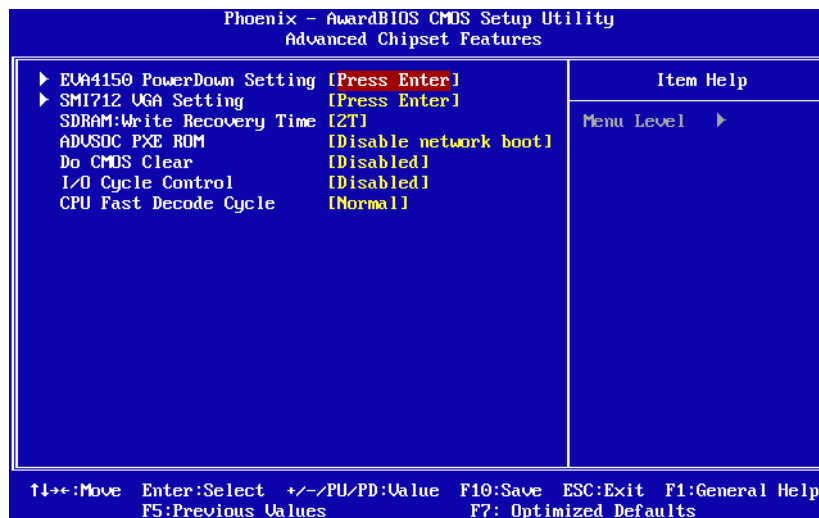 Phoenix - AwardBIOS CMOS Setup Utility
Advanced Chipset Features
EVA4150 PowerDown Setting [Press Enter]
SMI712 VGA Setting [Press Enter]
SDRAM:Write Recovery Time [2T]
ADVSOC PXE ROM [Disable network boot]
Do CMOS Clear [Disabled]
I/O Cycle Control [Disabled]
CPU Fast Decode Cycle [Normal]
Item Help
Menu Level ▶
↑↓→←:Move Enter:Select +/-/PU/PD:Value F10:Save ESC:Exit F1:General Help
F5:Previous Values F7: Optimized Defaults